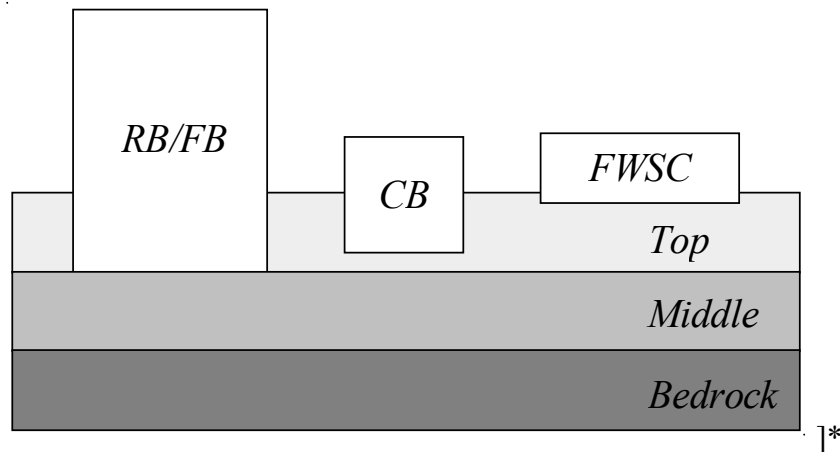 RB/FB
CB
FWSC
Top
Middle
Bedrock
]*